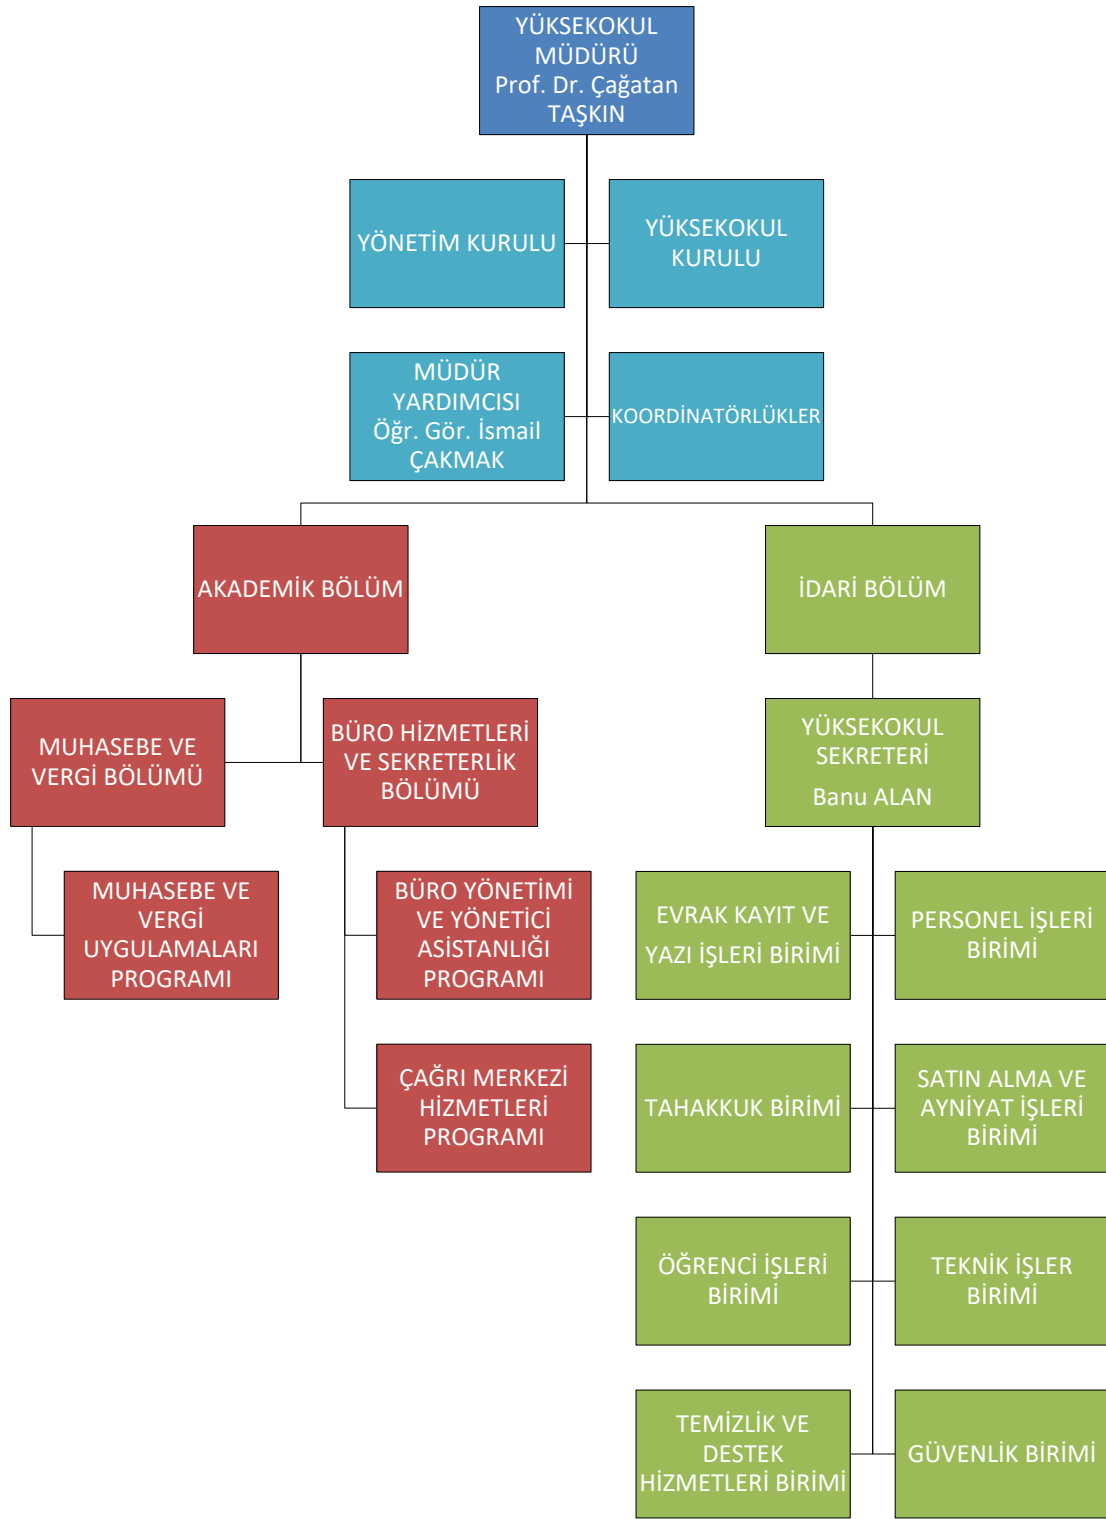 YÜKSEKOKUL
MÜDÜRÜ
Prof. Dr. Çağatan
TAŞKIN
YÖNETİM KURULU
YÜKSEKOKUL
KURULU
MÜDÜR
YARDIMCISI
Öğr. Gör. İsmail
ÇAKMAK
KOORDİNATÖRLÜKLER
AKADEMİK BÖLÜM
İDARİ BÖLÜM
MUHASEBE VE
VERGİ BÖLÜMÜ
BÜRO HİZMETLERİ
VE SEKRETERLİK
BÖLÜMÜ
YÜKSEKOKUL
SEKRETERİ
Banu ALAN
MUHASEBE VE
VERGİ
UYGULAMALARI
PROGRAMI
BÜRO YÖNETİMİ
VE YÖNETİCİ
ASİSTANLIĞI
PROGRAMI
EVRAK KAYIT VE
YAZI İŞLERİ BİRİMİ
PERSONEL İŞLERİ
BİRİMİ
ÇAĞRI MERKEZİ
HİZMETLERİ
PROGRAMI
TAHAKKUK BİRİMİ
SATIN ALMA VE
AYNİYAT İŞLERİ
BİRİMİ
ÖĞRENCİ İŞLERİ
BİRİMİ
TEKNİK İŞLER
BİRİMİ
TEMİZLİK VE
DESTEK
HİZMETLERİ BİRİMİ
GÜVENLİK BİRİMİ